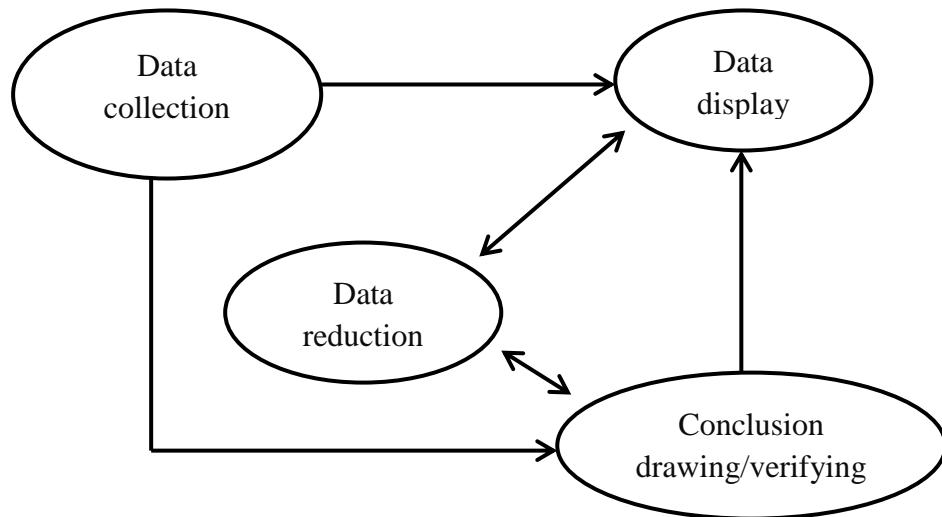 Data
collection
Data
display
Data
reduction
Conclusion
drawing/verifying